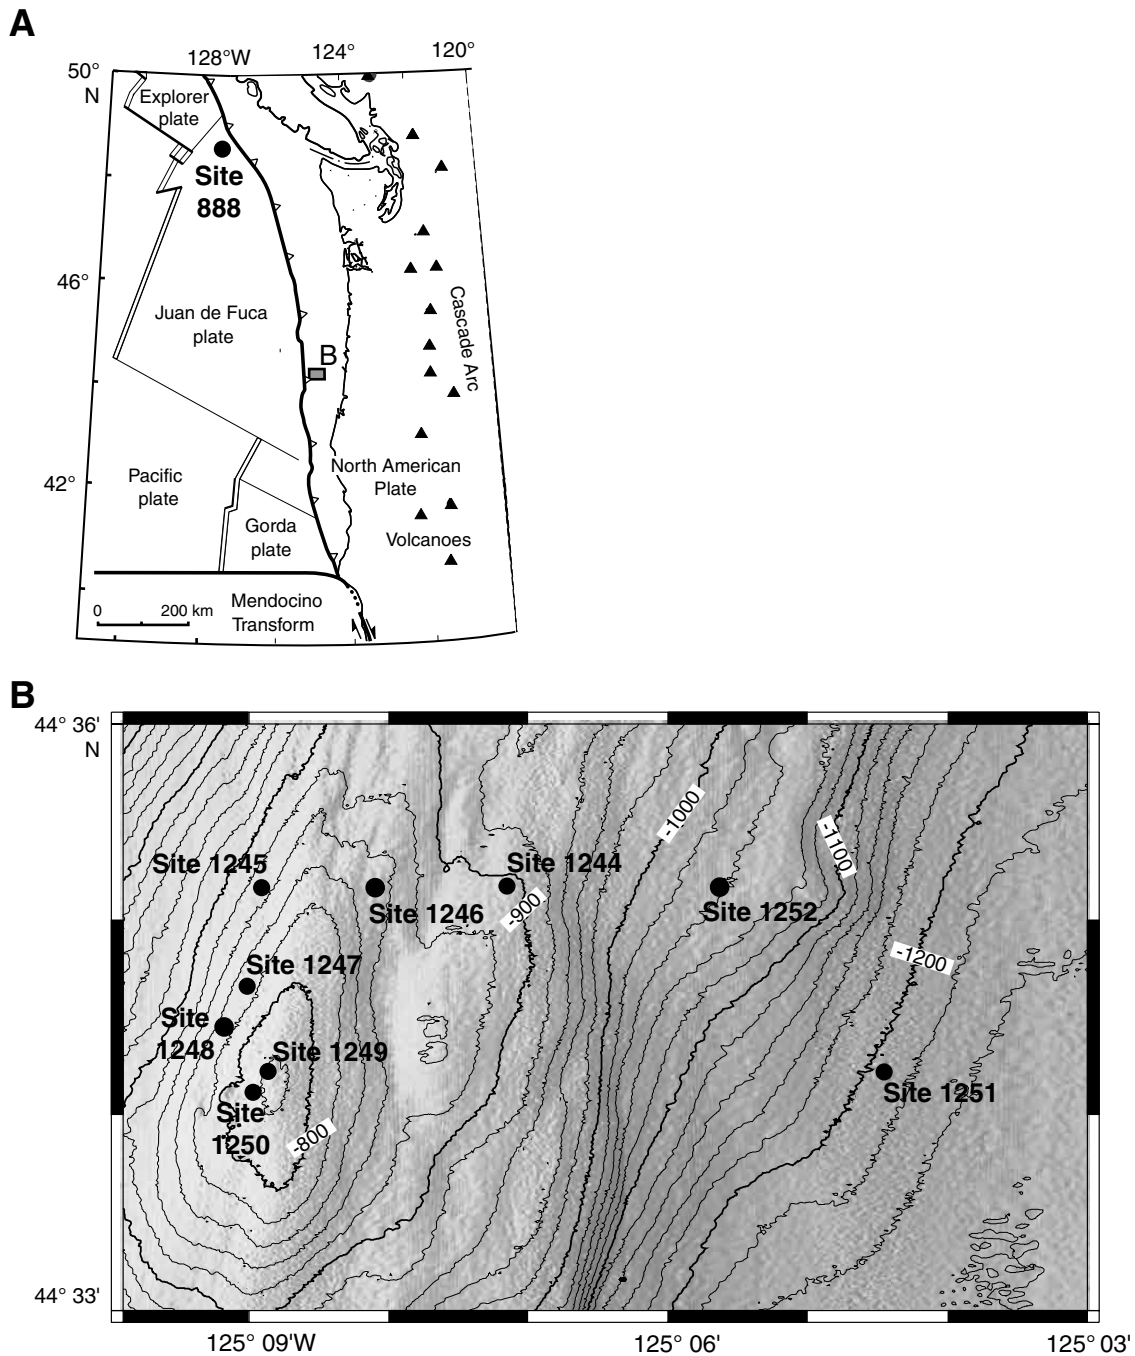 A
128°W 124° 120°
50°
N
Explorer
plate
Site
888
46°
Juan de Fuca
plate
B
Cascade Arc
42°
Pacific
plate
North American
Plate
Gorda
plate
Volcanoes
0 200 km
Mendocino
Transform
B
44° 36'
N
-1000
-1100
Site 1245
Site 1244
Site 1246
-900
Site 1252
-1200
Site 1247
Site
1248
Site 1249
Site 1251
Site
1250
-800
44° 33'
125° 09'W 125° 06' 125° 03'